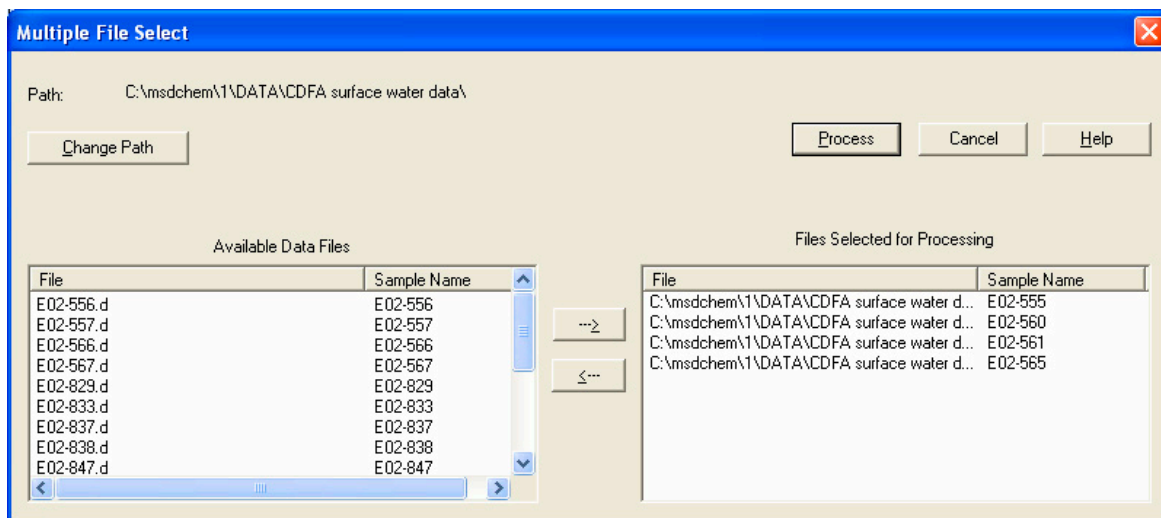 Multiple File Select
Path: C:\msdchem\1\DATA\CDFA surface water data\
Change Path
Process Cancel Help
Available Data Files
File Sample Name
E02-556.d E02-556
E02-557.d E02-557
E02-566.d E02-566
E02-567.d E02-567
E02-829.d E02-829
E02-833.d E02-833
E02-837.d E02-837
E02-838.d E02-838
E02-847.d E02-847
--->
<---
Files Selected for Processing
File Sample Name
C:\msdchem\1\DATA\CDFA surface water d... E02-555
C:\msdchem\1\DATA\CDFA surface water d... E02-560
C:\msdchem\1\DATA\CDFA surface water d... E02-561
C:\msdchem\1\DATA\CDFA surface water d... E02-565